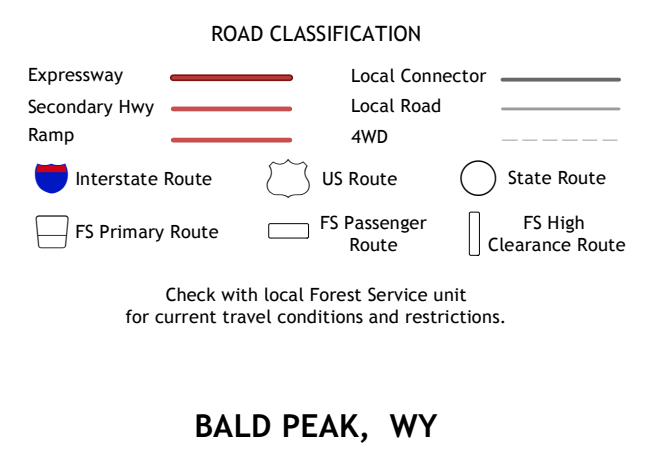 ROAD CLASSIFICATION
Expressway
Local Connector
Secondary Hwy
Local Road
Ramp
4WD
Interstate Route
US Route
State Route
FS Primary Route
FS Passenger
Route
FS High
Clearance Route
Check with local Forest Service unit
for current travel conditions and restrictions.
BALD PEAK, WY